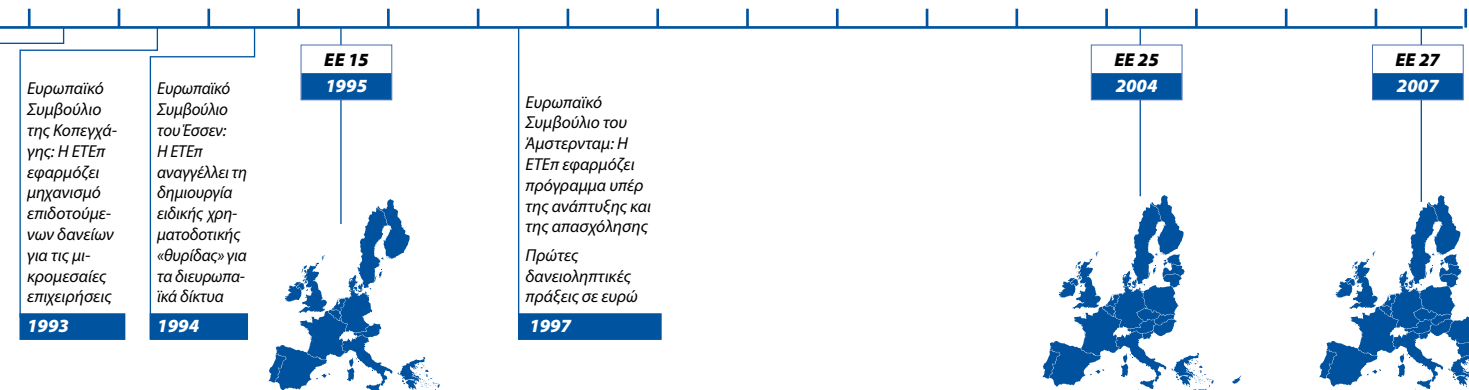 Ευρωπαϊκό
Συμβούλιο
της Κοπεγχά-
γης: Η ΕΤΕπ
εφαρμόζει
μηχανισμό
επιδοτούμε-
νων δανείων
για τις μι-
κρομεσαίες
επιχειρήσεις
1993
Ευρωπαϊκό
Συμβούλιο
του Έσσεν:
Η ΕΤΕπ
αναγγέλλει τη
δημιουργία
ειδικής χρη-
ματοδοτικής
«θυρίδας» για
τα διευρωπα-
ϊκά δίκτυα
1994
ΕΕ 15
1995
Ευρωπαϊκό
Συμβούλιο του
Άμστερνταμ: Η
ΕΤΕπ εφαρμόζει
πρόγραμμα υπέρ
της ανάπτυξης και
της απασχόλησης
Πρώτες
δανειοληπτικές
πράξεις σε ευρώ
1997
ΕΕ 25
2004
ΕΕ 27
2007